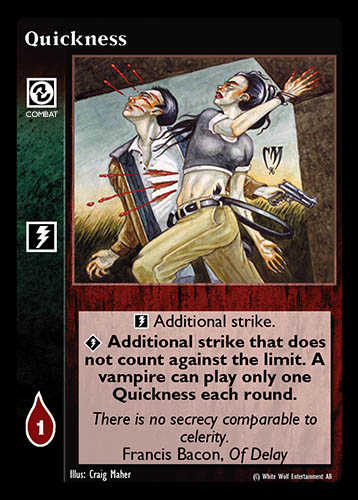 Quickness
COMBAT
CM
96
Additional strike.
Additional strike that does
not count against the limit. A
vampire can play only one
Quickness each round.
There is no secrecy comparable to
celerity.
Francis Bacon, Of Delay
1
Illus: Craig Maher
(C) White Wolf Entertainment AB